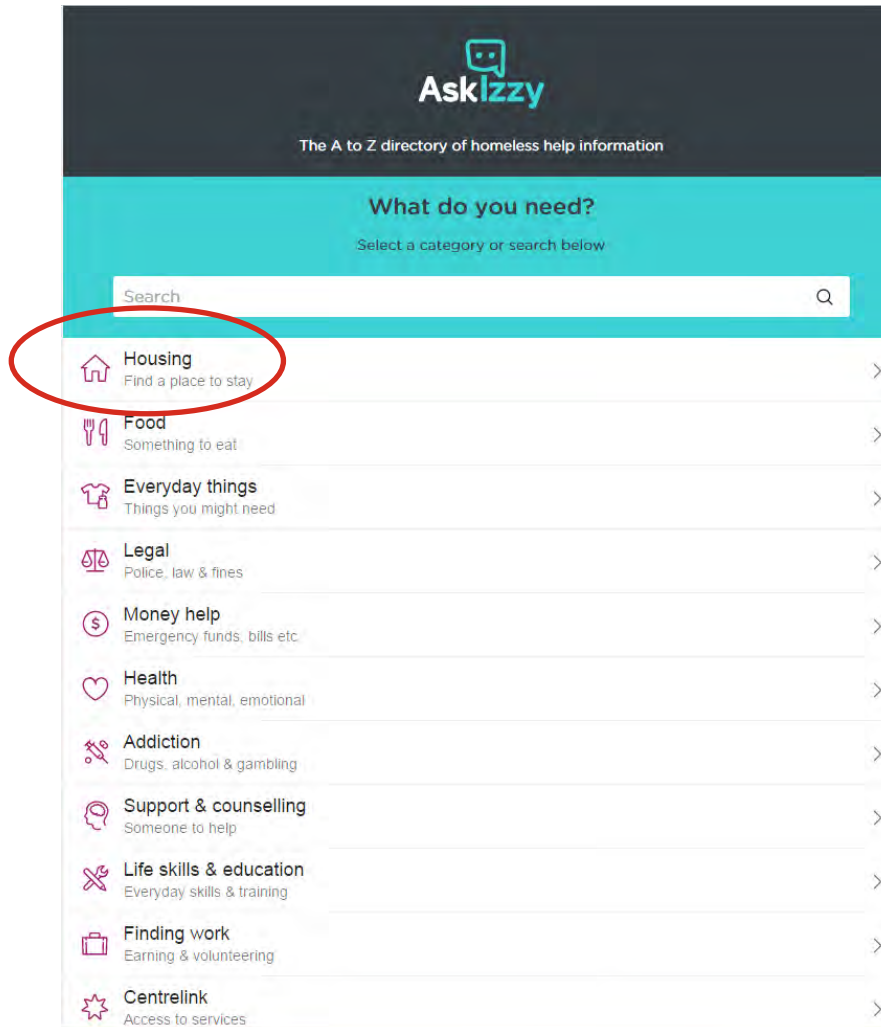 AskIzzy
The A to Z directory of homeless help information
What do you need?
Select a category or search below
Search
Housing
Find a place to stay
Food
Something to eat
Everyday things
Things you might need
Legal
Police, law & fines
Money help
Emergency funds, bills etc.
Health
Physical, mental, emotional
Addiction
Drugs, alcohol & gambling
Support & counselling
Someone to help
Life skills & education
Everyday skills & training
Finding work
Earning & volunteering
Centrelink
Access to services